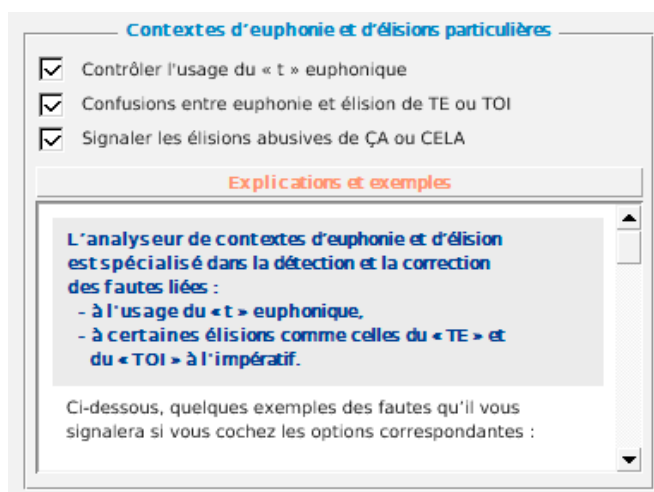 Contextes d'euphonie et d'élisions particulières
Contrôler l'usage du « t » euphonique
Confusions entre euphonie et élision de TE ou TOI
Signaler les élisions abusives de ÇA ou CELA
Explications et exemples
L'analyseur de contextes d'euphonie et d'élision
est spécialisé dans la détection et la correction
des fautes liées :
- à l'usage du « t » euphonique,
- à certaines élisions comme celles du « TE » et
du « TOI » à l'impératif.
Ci-dessous, quelques exemples des fautes qu'il vous
signalera si vous cochez les options correspondantes :